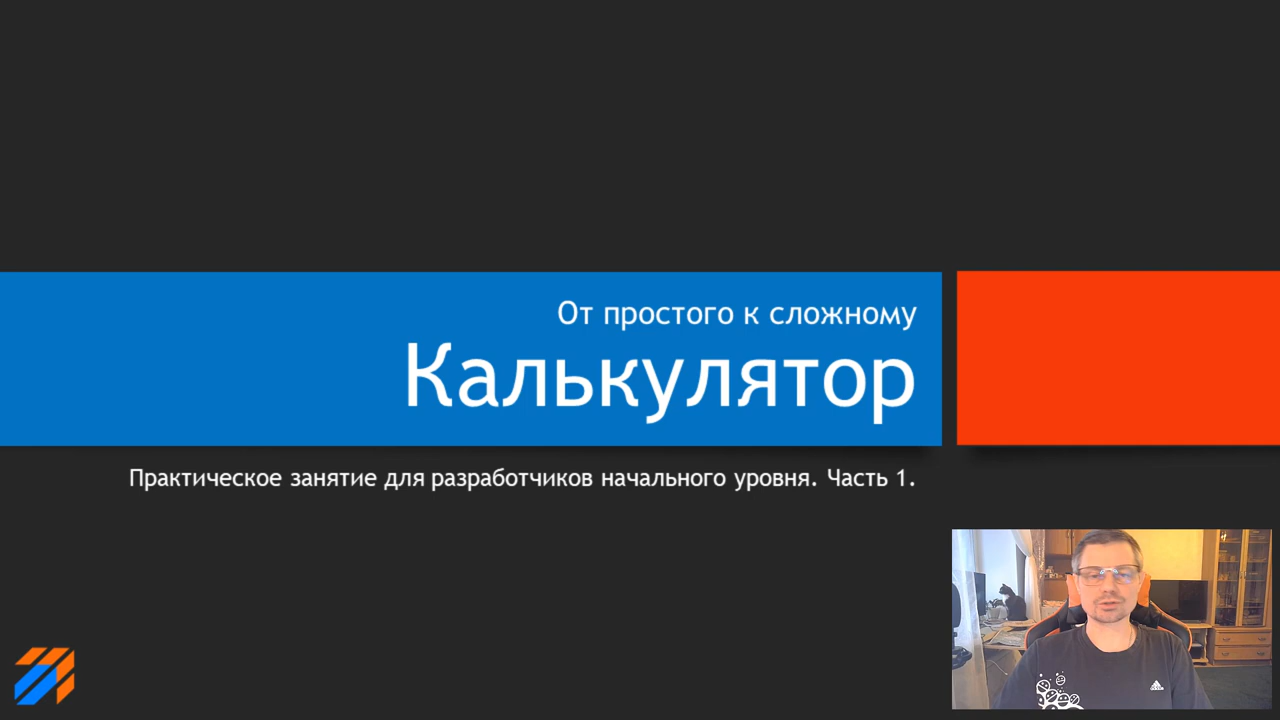 От простого к сложному
Калькулятор
Практическое занятие для разработчиков начального уровня. Часть 1.